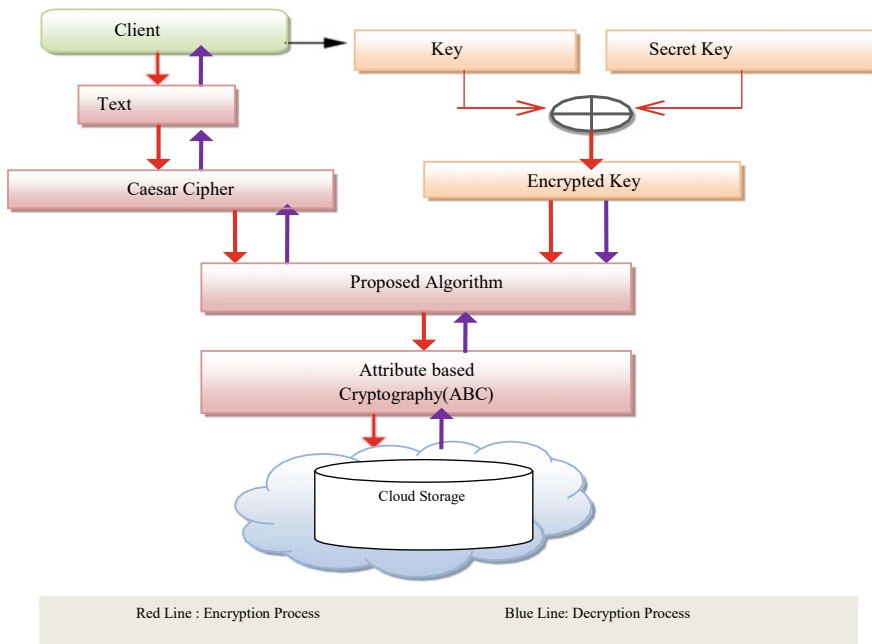 Client
Key
Secret Key
Text
Caesar Cipher
Encrypted Key
Proposed Algorithm
Attribute based
Cryptography(ABC)
Cloud Storage
Red Line : Encryption Process
Blue Line: Decryption Process